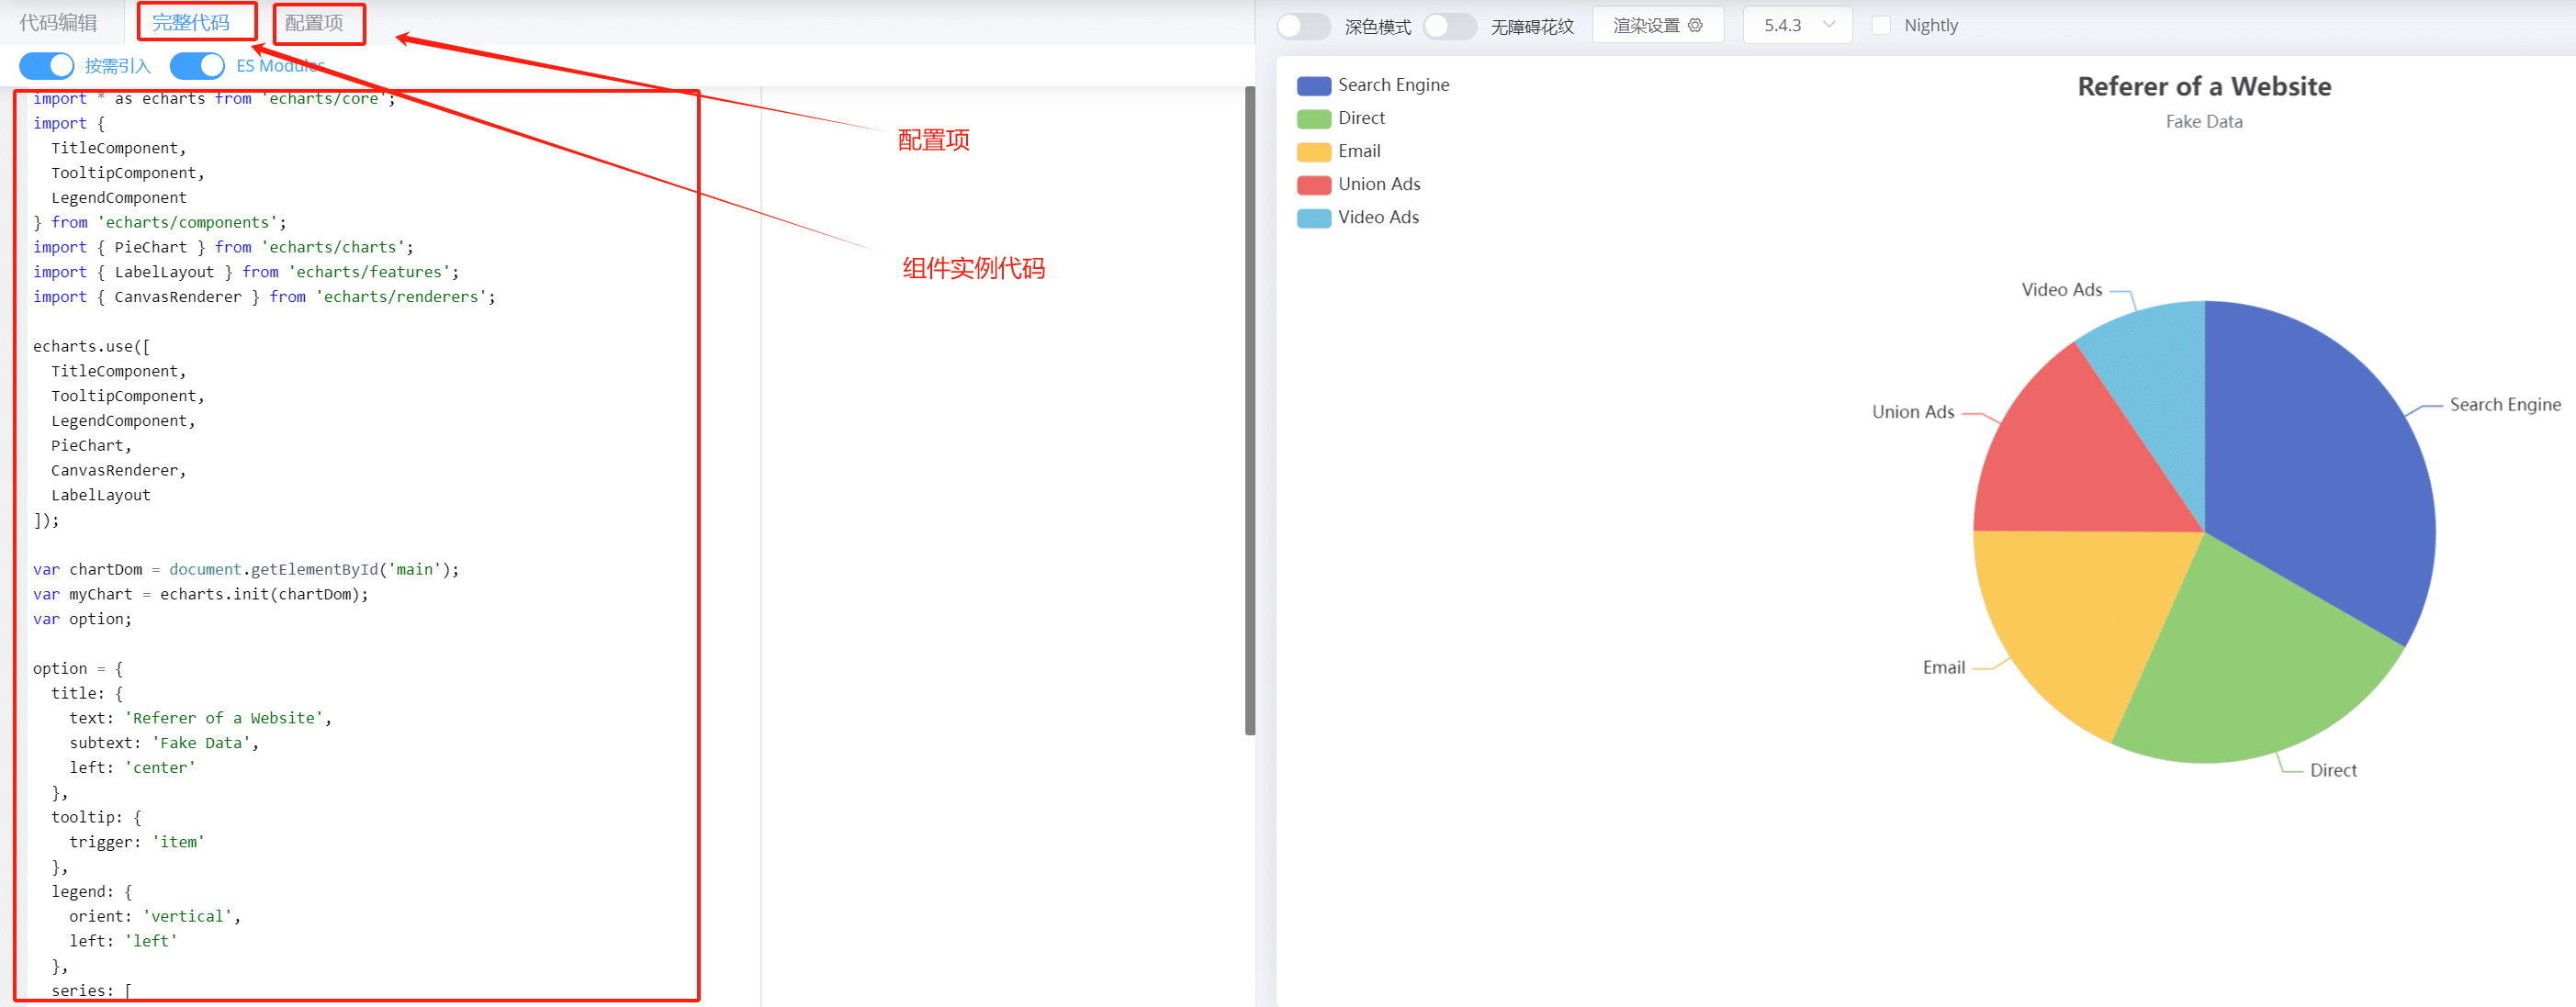 代码编辑 完整代码 配置项
按需引入 ES Modules
import * as echarts from 'echarts/core';
import {
  TitleComponent,
  TooltipComponent,
  LegendComponent
} from 'echarts/components';
import { PieChart } from 'echarts/charts';
import { LabelLayout } from 'echarts/features';
import { CanvasRenderer } from 'echarts/renderers';
echarts.use([
  TitleComponent,
  TooltipComponent,
  LegendComponent,
  PieChart,
  CanvasRenderer,
  LabelLayout
]);
var chartDom = document.getElementById('main');
var myChart = echarts.init(chartDom);
var option;
option = {
  title: {
    text: 'Referer of a Website',
    subtext: 'Fake Data',
    left: 'center'
  },
  tooltip: {
    trigger: 'item'
  },
  legend: {
    orient: 'vertical',
    left: 'left'
  },
  series: [
配置项
组件实例代码
深色模式 无障碍花纹 渲染设置 5.4.3 Nightly
Search Engine
Direct
Email
Union Ads
Video Ads
Referer of a Website
Fake Data
Video Ads
Union Ads
Search Engine
Email
Direct